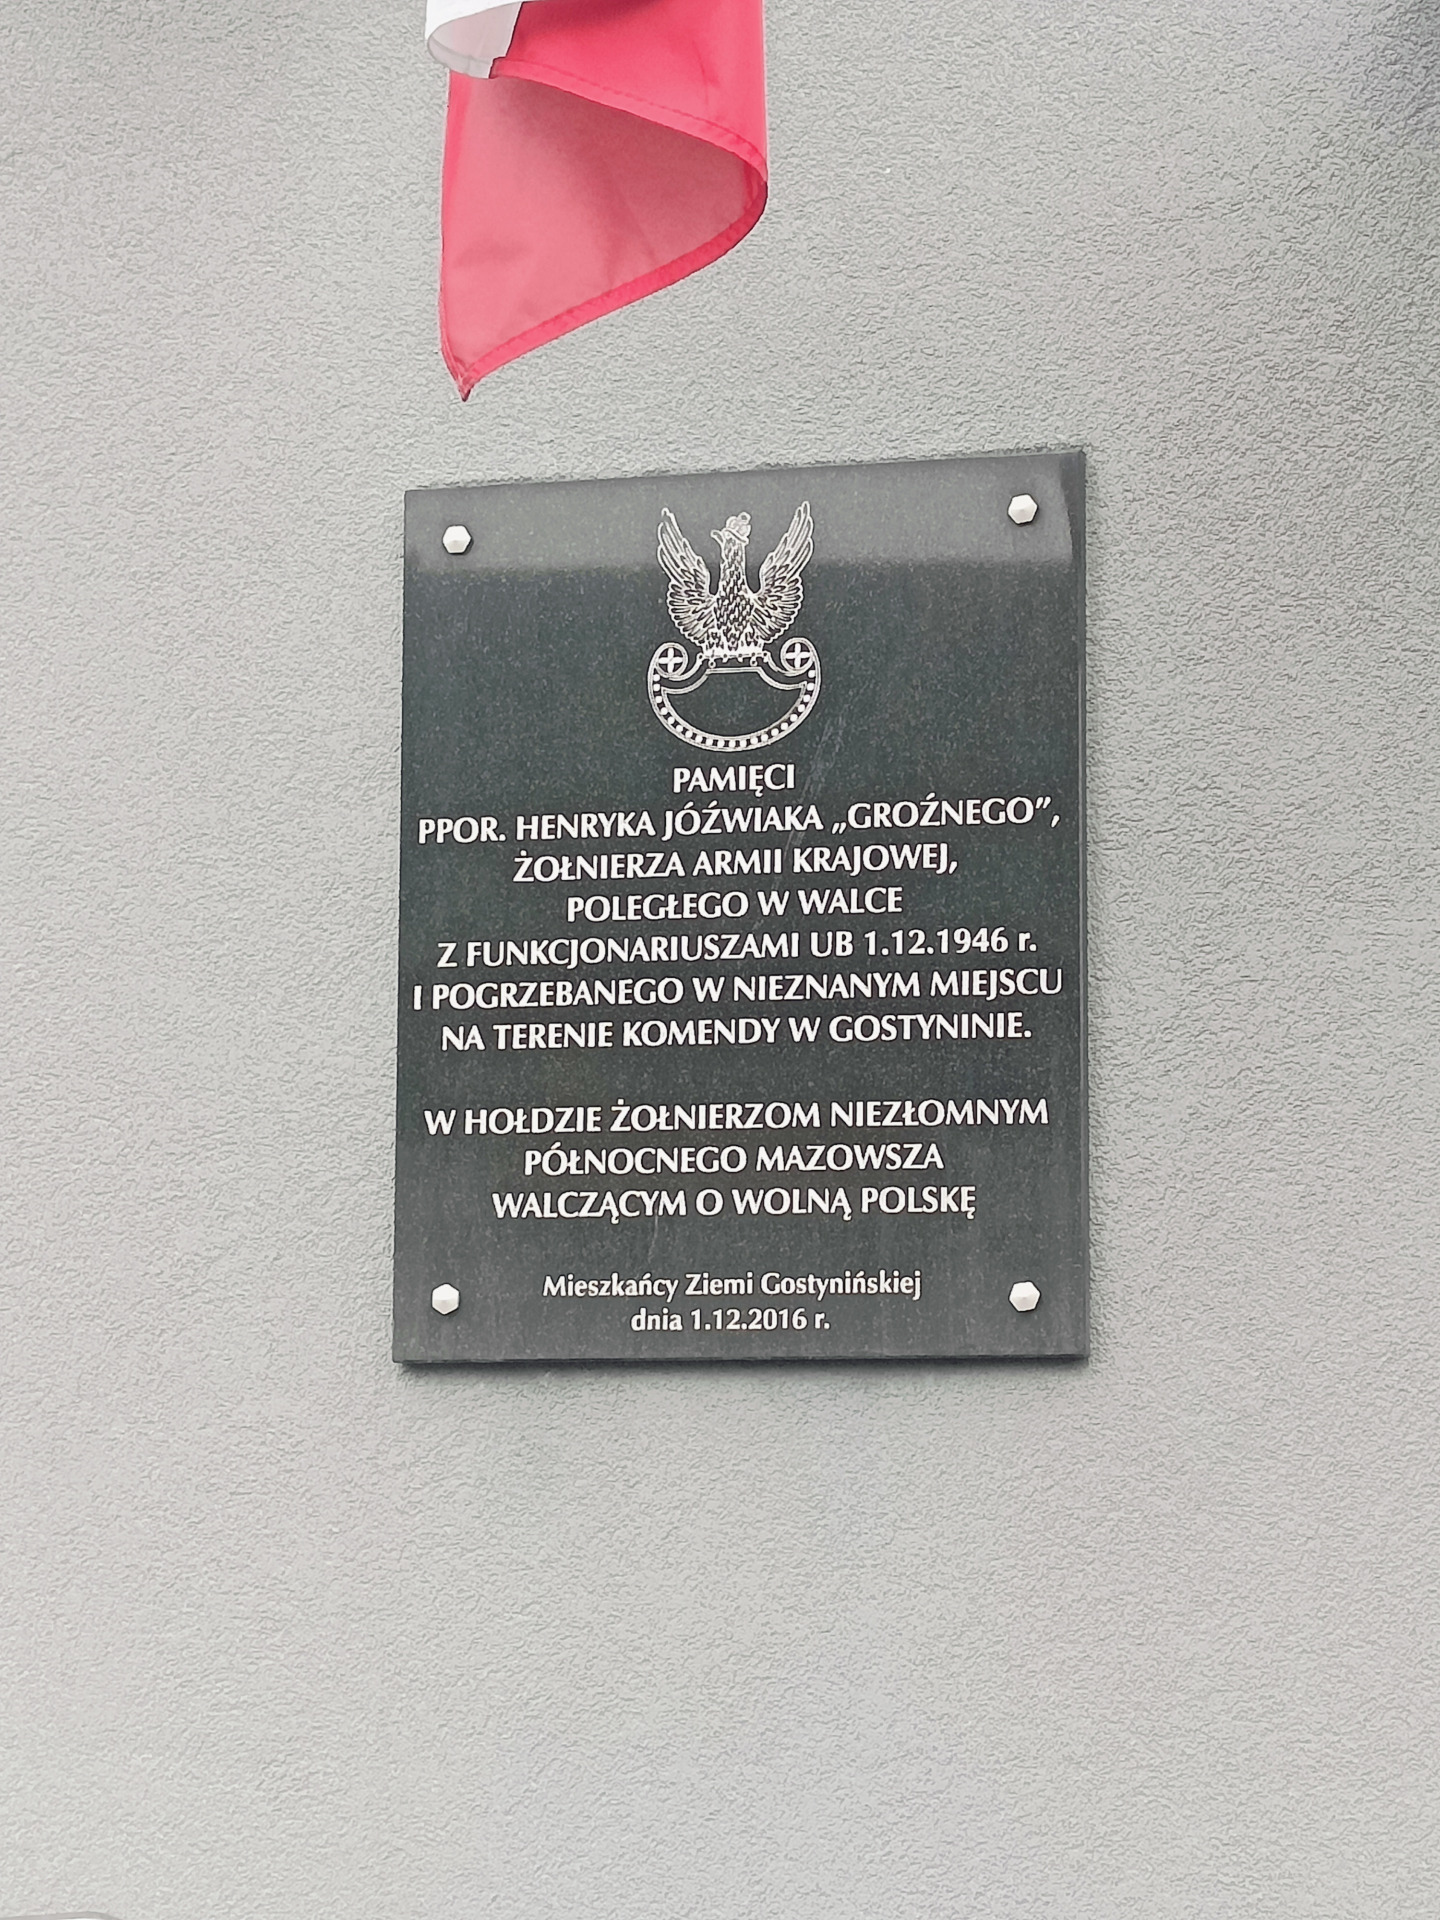 PAMIĘCI
PPOR. HENRYKA JÓŹWIAKA „GROŹNEGO”,
ŻOŁNIERZA ARMII KRAJOWEJ,
POLEGŁEGO W WALCE
Z FUNKCJONARIUSZAMI UB 1.12.1946 r.
I POGRZEBANEGO W NIEZNANYM MIEJSCU
NA TERENIE KOMENDY W GOSTYNINIE.
W HOŁDZIE ŻOŁNIERZOM NIEZŁOMNYM
PÓŁNOCNEGO MAZOWSZA
WALCZĄCYM O WOLNĄ POLSKĘ
Mieszkańcy Ziemi Gostynińskiej
dnia 1.12.2016 r.